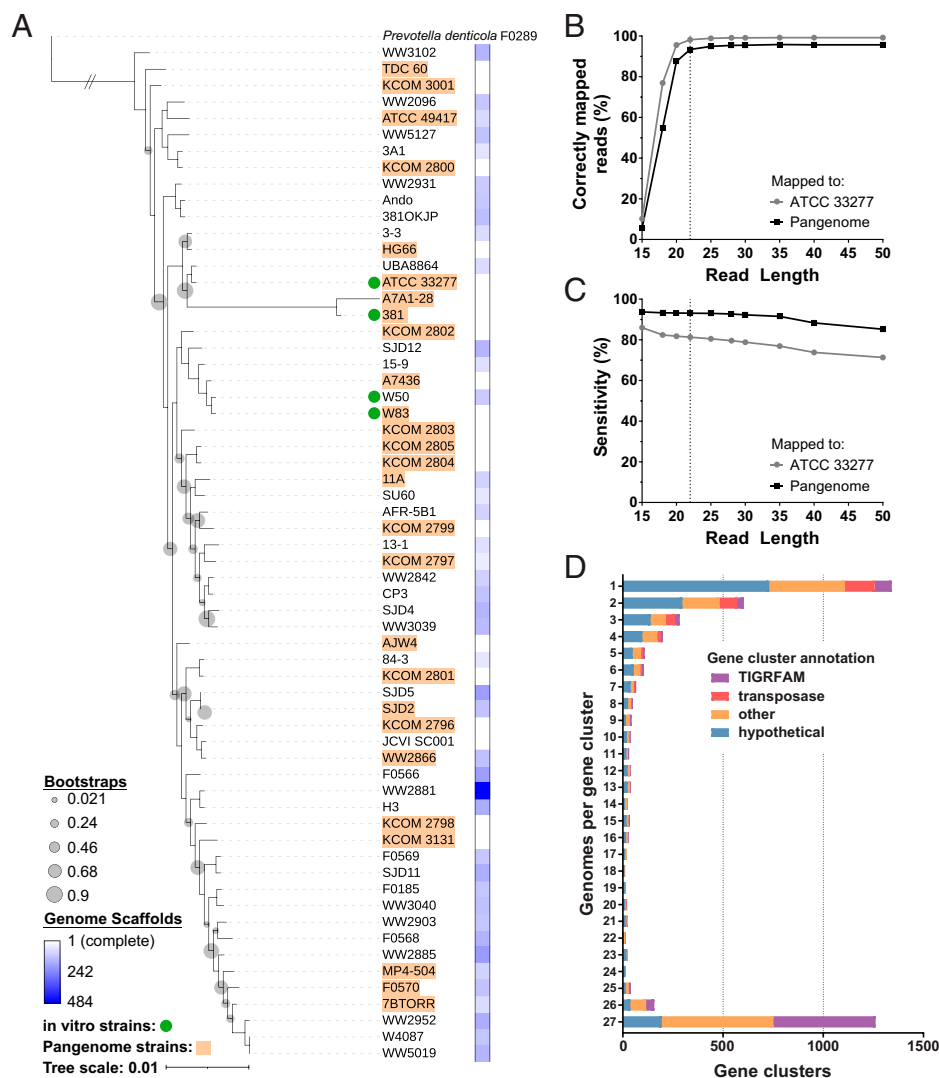 A
Prevotella denticola F0289
WW3102
TDC 60
KCOM 3001
WW2096
ATCC 49417
WW5127
3A1
KCOM 2800
WW2931
Ando
381OKJP
3-3
HG66
UBA8864
ATCC 33277
A7A1-28
381
KCOM 2802
SJD12
15-9
A7436
W50
W83
KCOM 2803
KCOM 2805
KCOM 2804
11A
SU60
AFR-5B1
KCOM 2799
13-1
KCOM 2797
WW2842
CP3
SJD4
WW3039
AJW4
84-3
KCOM 2801
SJD5
SJD2
KCOM 2796
JCVI SC001
WW2866
F0566
WW2881
H3
KCOM 2798
KCOM 3131
F0569
SJD11
F0185
WW3040
WW2903
F0568
WW2885
MP4-504
F0570
7BTORR
WW2952
W4087
WW5019
Bootstraps
0.021
0.24
0.46
0.68
0.9
Genome Scaffolds
1 (complete)
242
484
in vitro strains:
Pangenome strains:
Tree scale: 0.01
B
Correctly mapped
reads (%)
100
80
60
40
20
0
15 20 25 30 35 40 45 50
Read Length
Mapped to:
ATCC 33277
Pangenome
C
Sensitivity (%)
100
80
60
40
20
0
15 20 25 30 35 40 45 50
Read Length
Mapped to:
ATCC 33277
Pangenome
D
Genomes per gene cluster
1
2
3
4
5
6
7
8
9
10
11
12
13
14
15
16
17
18
19
20
21
22
23
24
25
26
27
0 500 1000 1500
Gene clusters
Gene cluster annotation
TIGRFAM
transposase
other
hypothetical